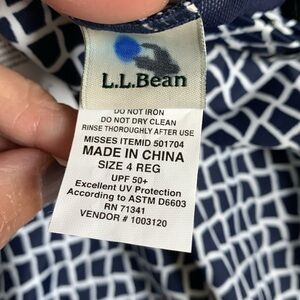 L.L.Bean
DO NOT IRON
DO NOT DRY CLEAN
RINSE THOROUGHLY AFTER USE
MISSES ITEMID 501704
MADE IN CHINA
SIZE 4 REG
UPF 50+
Excellent UV Protection
According to ASTM D6603
RN 71341
VENDOR # 1003120